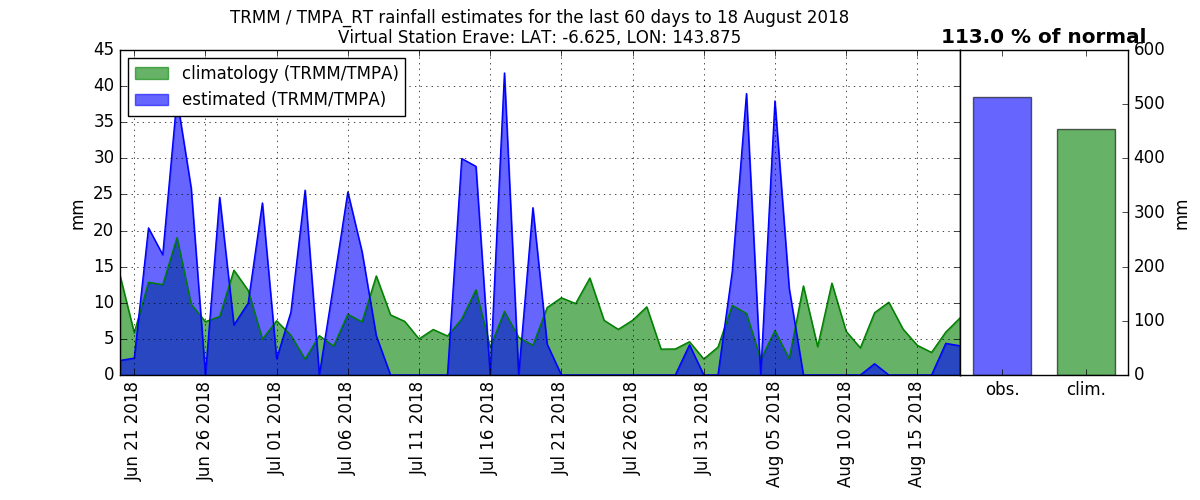 TRMM / TMPA_RT rainfall estimates for the last 60 days to 18 August 2018
Virtual Station Erave: LAT: -6.625, LON: 143.875
113.0 % of normal
climatology (TRMM/TMPA)
estimated (TRMM/TMPA)
mm
45
40
35
30
25
20
15
10
5
0
Jun 21 2018
Jun 26 2018
Jul 01 2018
Jul 06 2018
Jul 11 2018
Jul 16 2018
Jul 21 2018
Jul 26 2018
Jul 31 2018
Aug 05 2018
Aug 10 2018
Aug 15 2018
600
500
400
300
200
100
0
mm
obs.
clim.